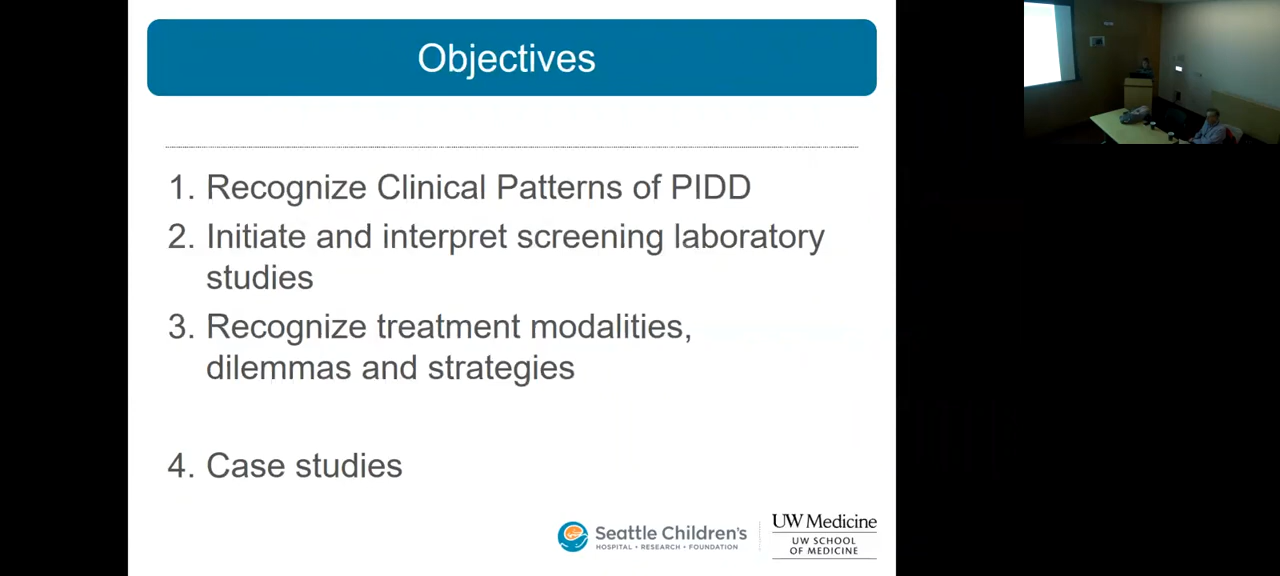 Objectives
1. Recognize Clinical Patterns of PIDD
2. Initiate and interpret screening laboratory
studies
3. Recognize treatment modalities,
dilemmas and strategies
4. Case studies
Seattle Children's
HOSPITAL • RESEARCH • FOUNDATION
UW Medicine
UW SCHOOL
OF MEDICINE